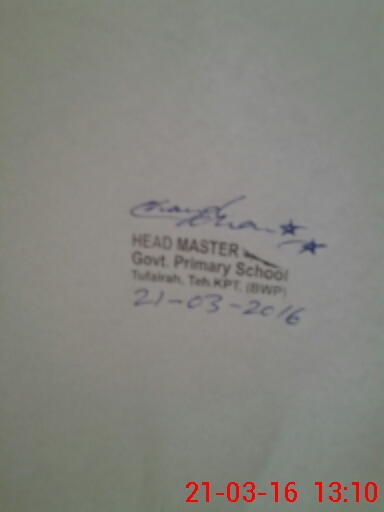 HEAD MASTER
Govt. Primary School
Tufairah, Teh.KPT. (BWP)
21-03-2016
21-03-16 13:10